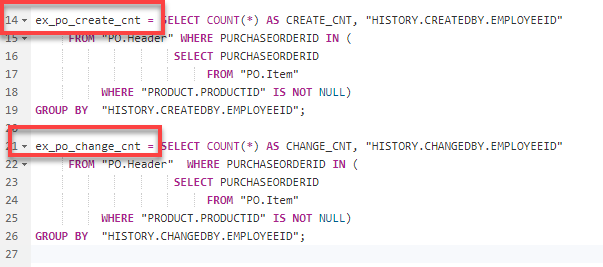 14 ex_po_create_cnt = SELECT COUNT(*) AS CREATE_CNT, "HISTORY.CREATEDBY.EMPLOYEEID"
15 FROM "PO.Header" WHERE PURCHASEORDERID IN (
16 SELECT PURCHASEORDERID
17 FROM "PO.Item"
18 WHERE "PRODUCT.PRODUCTID" IS NOT NULL)
19 GROUP BY "HISTORY.CREATEDBY.EMPLOYEEID";
20
21 ex_po_change_cnt = SELECT COUNT(*) AS CHANGE_CNT, "HISTORY.CHANGEDBY.EMPLOYEEID"
22 FROM "PO.Header" WHERE PURCHASEORDERID IN (
23 SELECT PURCHASEORDERID
24 FROM "PO.Item"
25 WHERE "PRODUCT.PRODUCTID" IS NOT NULL)
26 GROUP BY "HISTORY.CHANGEDBY.EMPLOYEEID";
27